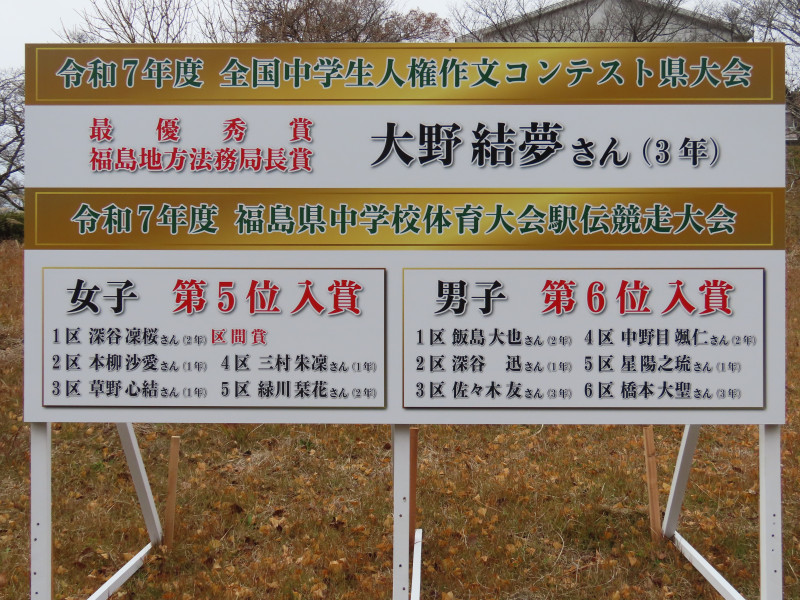 令和7年度 全国中学生人権作文コンテスト県大会
最優秀賞
福島地方法務局長賞
大野結夢さん(3年)
令和7年度 福島県中学校体育大会駅伝競走大会
女子 第5位入賞
1区 深谷凜桜さん(2年) 区間賞
2区 本柳沙愛さん(1年) 4区 三村朱凜さん(1年)
3区 草野心結さん(1年) 5区 緑川栞花さん(2年)
男子 第6位入賞
1区 飯島大也さん(2年) 4区 中野目颯仁さん(2年)
2区 深谷 迅さん(1年) 5区 星陽之琉さん(1年)
3区 佐々木友さん(3年) 6区 橋本大聖さん(3年)